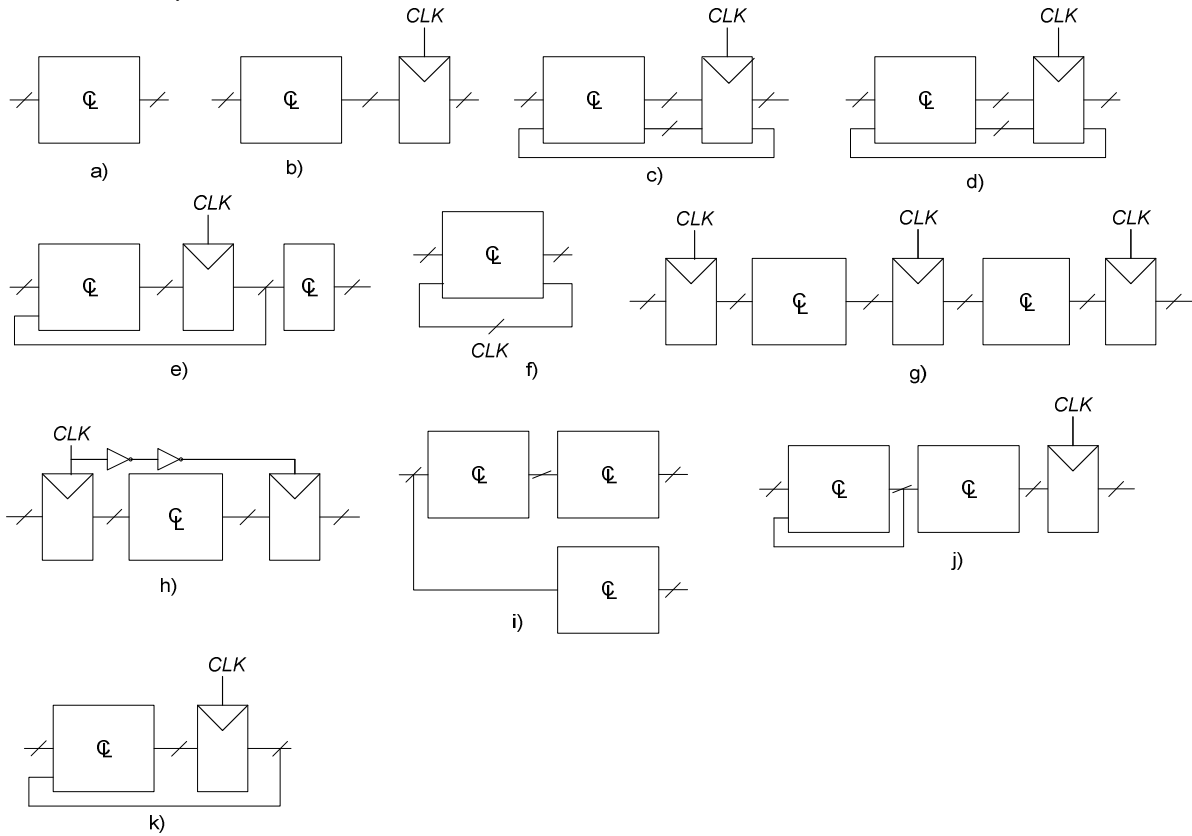 CLK CLK CLK
CL CL CL CL
a) b) c) d)
CLK CLK CLK CLK
CL CL CL CL CL
CLK
e) f) g)
CLK CLK
CL CL CL CL CL
h) j)
CL
i)
CLK
CL
k)